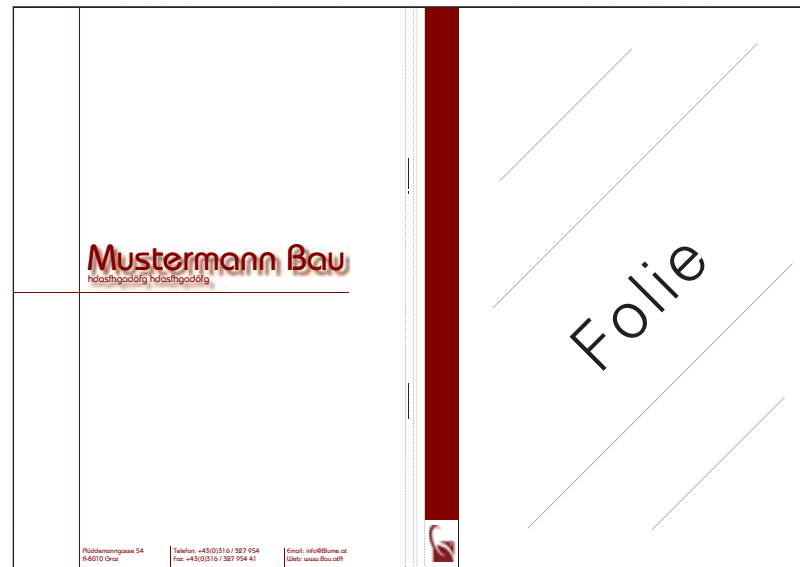 Mustermann Bau
hdasfhgadöfg hdasfhgadöfg
Folie
Plüddemanngasse 54
A-8010 Graz
Telefon: +43(0)316 / 327 954
Fax: +43(0)316 / 327 954 41
Email: info@Blume.at
Web: www.Bau.atA